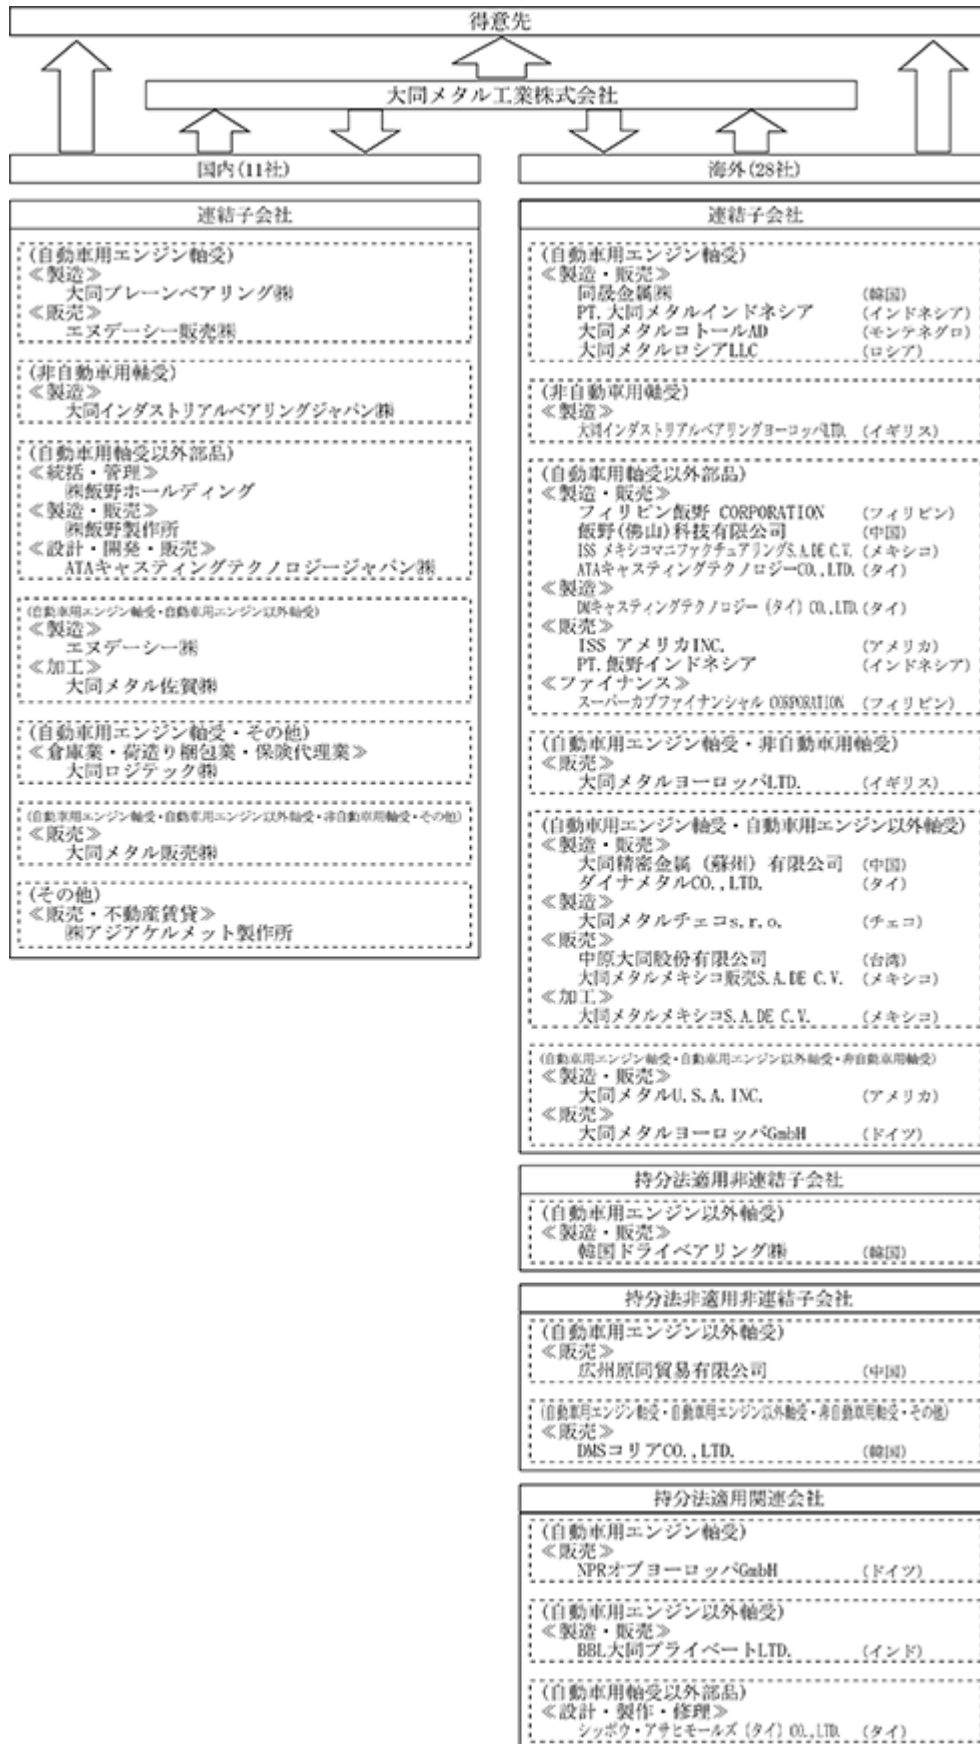 得意先
大同メタル工業株式会社
国内(11社)
連結子会社
(自動車用エンジン軸受)
≪製造≫
大同プレーンベアリング㈱
≪販売≫
エヌデーシー販売㈱
(非自動車用軸受)
≪製造≫
大同インダストリアルベアリングジャパン㈱
(自動車用軸受以外部品)
≪統括・管理≫
㈱飯野ホールディング
≪製造・販売≫
㈱飯野製作所
≪設計・開発・販売≫
ATAキャスティングテクノロジージャパン㈱
(自動車用エンジン軸受・自動車用エンジン以外軸受)
≪製造≫
エヌデーシー㈱
≪加工≫
大同メタル佐賀㈱
(自動車用エンジン軸受・その他)
≪倉庫業・荷造り梱包業・保険代理業≫
大同ロジテック㈱
(自動車用エンジン軸受・自動車用エンジン以外軸受・非自動車用軸受・その他)
≪販売≫
大同メタル販売㈱
(その他)
≪販売・不動産賃貸≫
㈱アジアケルメット製作所
海外(28社)
連結子会社
(自動車用エンジン軸受)
≪製造・販売≫
同晟金属㈱ (韓国)
PT.大同メタルインドネシア (インドネシア)
大同メタルコトールAD (モンテネグロ)
大同メタルロシアLLC (ロシア)
(非自動車用軸受)
≪製造≫
大同インダストリアルベアリングヨーロッパLTD. (イギリス)
(自動車用軸受以外部品)
≪製造・販売≫
フィリピン飯野 CORPORATION (フィリピン)
飯野(佛山)科技有限公司 (中国)
ISS メキシコマニファクチュアリングS.A.DE C.V. (メキシコ)
ATAキャスティングテクノロジーCO.,LTD. (タイ)
≪製造≫
DMキャスティングテクノロジー (タイ) CO.,LTD. (タイ)
≪販売≫
ISS アメリカINC. (アメリカ)
PT.飯野インドネシア (インドネシア)
≪ファイナンス≫
スーパーカブファイナンシャル CORPORATION (フィリピン)
(自動車用エンジン軸受・非自動車用軸受)
≪販売≫
大同メタルヨーロッパLTD. (イギリス)
(自動車用エンジン軸受・自動車用エンジン以外軸受)
≪製造・販売≫
大同精密金属 (蘇州) 有限公司 (中国)
ダイナメタルCO.,LTD. (タイ)
≪製造≫
大同メタルチェコs.r.o. (チェコ)
≪販売≫
中原大同股份有限公司 (台湾)
大同メタルメキシコ販売S.A.DE C.V. (メキシコ)
≪加工≫
大同メタルメキシコS.A.DE C.V. (メキシコ)
(自動車用エンジン軸受・自動車用エンジン以外軸受・非自動車用軸受)
≪製造・販売≫
大同メタルU.S.A.INC. (アメリカ)
≪販売≫
大同メタルヨーロッパGmbH (ドイツ)
持分法適用非連結子会社
(自動車用エンジン以外軸受)
≪製造・販売≫
韓国ドライベアリング㈱ (韓国)
持分法非適用非連結子会社
(自動車用エンジン以外軸受)
≪販売≫
広州原同貿易有限公司 (中国)
(自動車用エンジン軸受・自動車用エンジン以外軸受・非自動車用軸受・その他)
≪販売≫
DMSコリアCO.,LTD. (韓国)
持分法適用関連会社
(自動車用エンジン軸受)
≪販売≫
NPRオブヨーロッパGmbH (ドイツ)
(自動車用エンジン以外軸受)
≪製造・販売≫
BBL大同プライベートLTD. (インド)
(自動車用軸受以外部品)
≪設計・製作・修理≫
シッポウ・アサヒモールズ (タイ) CO.,LTD. (タイ)